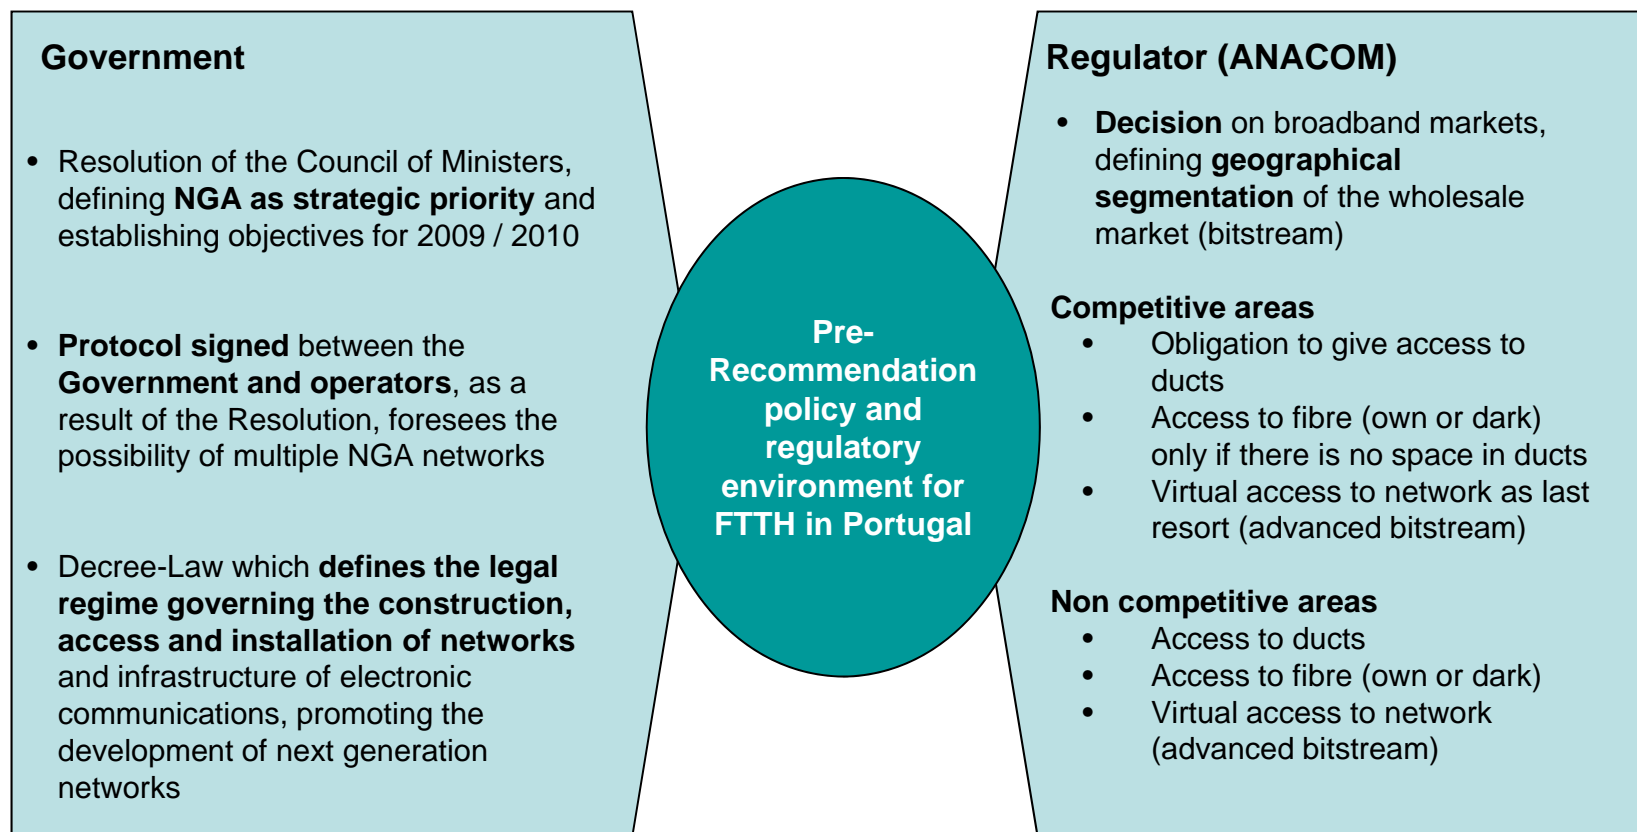 Government
• Resolution of the Council of Ministers,
defining NGA as strategic priority and
establishing objectives for 2009 / 2010
• Protocol signed between the
Government and operators, as a
result of the Resolution, foresees the
possibility of multiple NGA networks
• Decree-Law which defines the legal
regime governing the construction,
access and installation of networks
and infrastructure of electronic
communications, promoting the
development of next generation
networks
Pre-
Recommendation
policy and
regulatory
environment for
FTTH in Portugal
Regulator (ANACOM)
• Decision on broadband markets,
defining geographical
segmentation of the wholesale
market (bitstream)
Competitive areas
• Obligation to give access to
ducts
• Access to fibre (own or dark)
only if there is no space in ducts
• Virtual access to network as last
resort (advanced bitstream)
Non competitive areas
• Access to ducts
• Access to fibre (own or dark)
• Virtual access to network
(advanced bitstream)